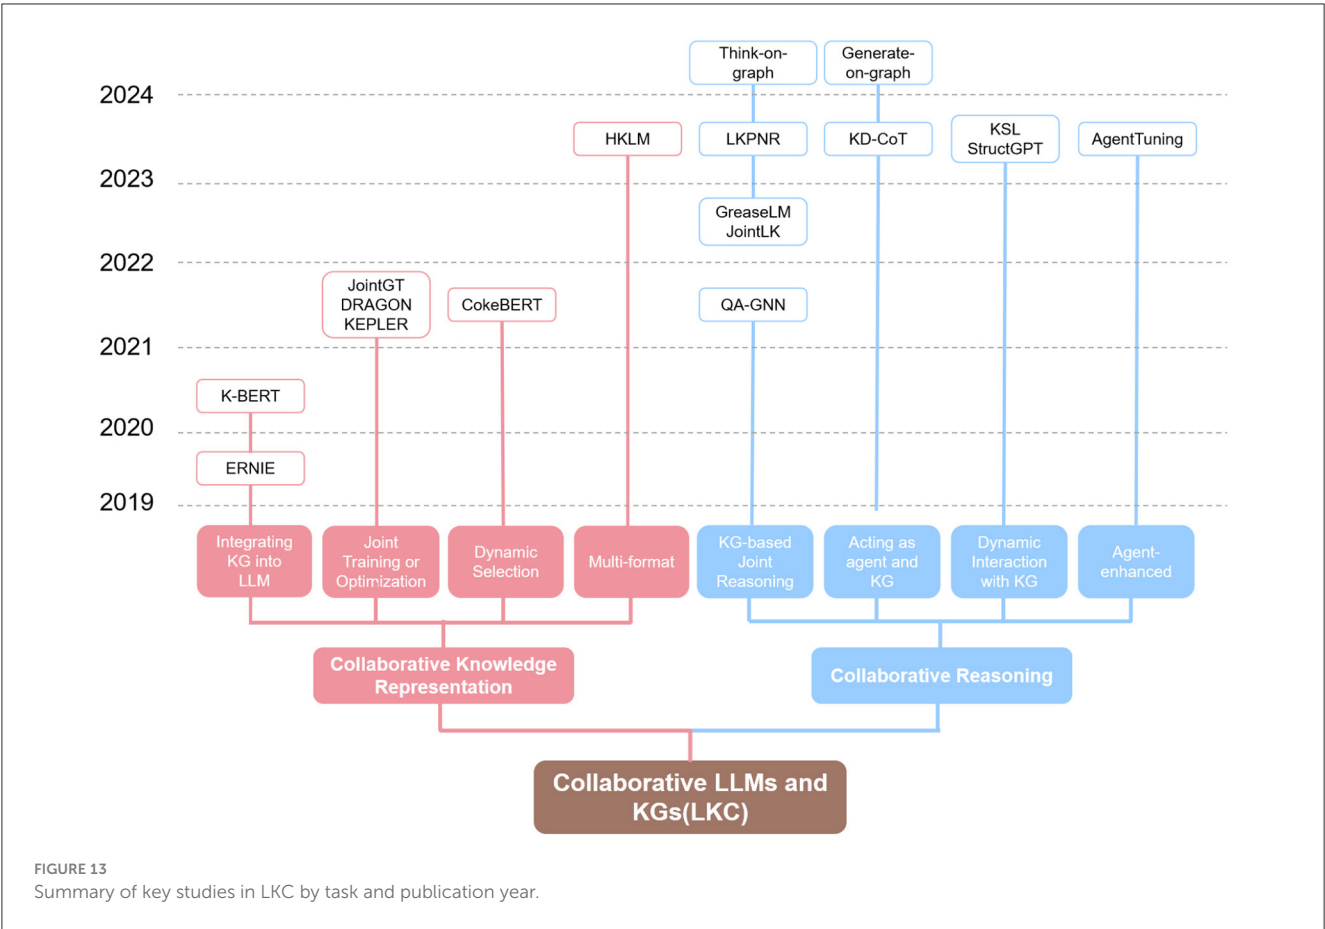 Think-on-
graph
Generate-
on-graph
2024
HKLM
LKPNR
KD-CoT
KSL
StructGPT
AgentTuning
2023
GreaseLM
JointLK
2022
JointGT
DRAGON
KEPLER
CokeBERT
QA-GNN
2021
K-BERT
2020
ERNIE
2019
Integrating
KG into
LLM
Joint
Training or
Optimization
Dynamic
Selection
Multi-format
KG-based
Joint
Reasoning
Acting as
agent and
KG
Dynamic
Interaction
with KG
Agent-
enhanced
Collaborative Knowledge
Representation
Collaborative Reasoning
Collaborative LLMs and
KGs(LKC)
FIGURE 13
Summary of key studies in LKC by task and publication year.